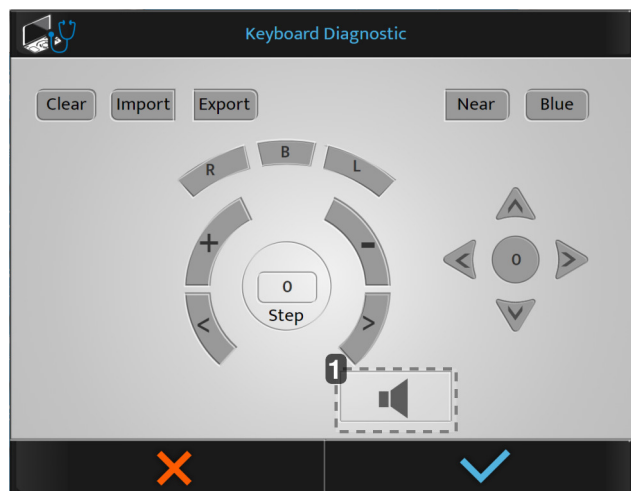 Keyboard Diagnostic
Clear Import Export Near Blue
R B L
+ -
0
0
Step
< >
1